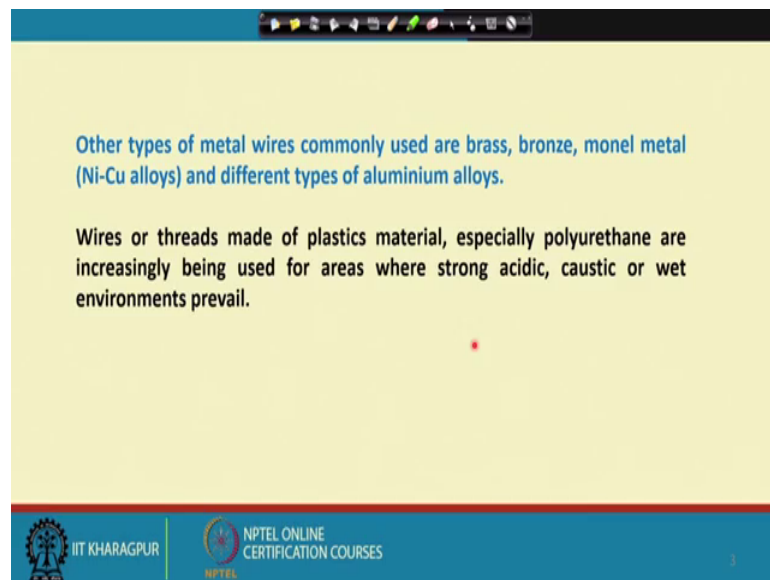 Other types of metal wires commonly used are brass, bronze, monel metal
(Ni-Cu alloys) and different types of aluminium alloys.
Wires or threads made of plastics material, especially polyurethane are
increasingly being used for areas where strong acidic, caustic or wet
environments prevail.
IIT KHARAGPUR
NPTEL
NPTEL ONLINE
CERTIFICATION COURSES
3